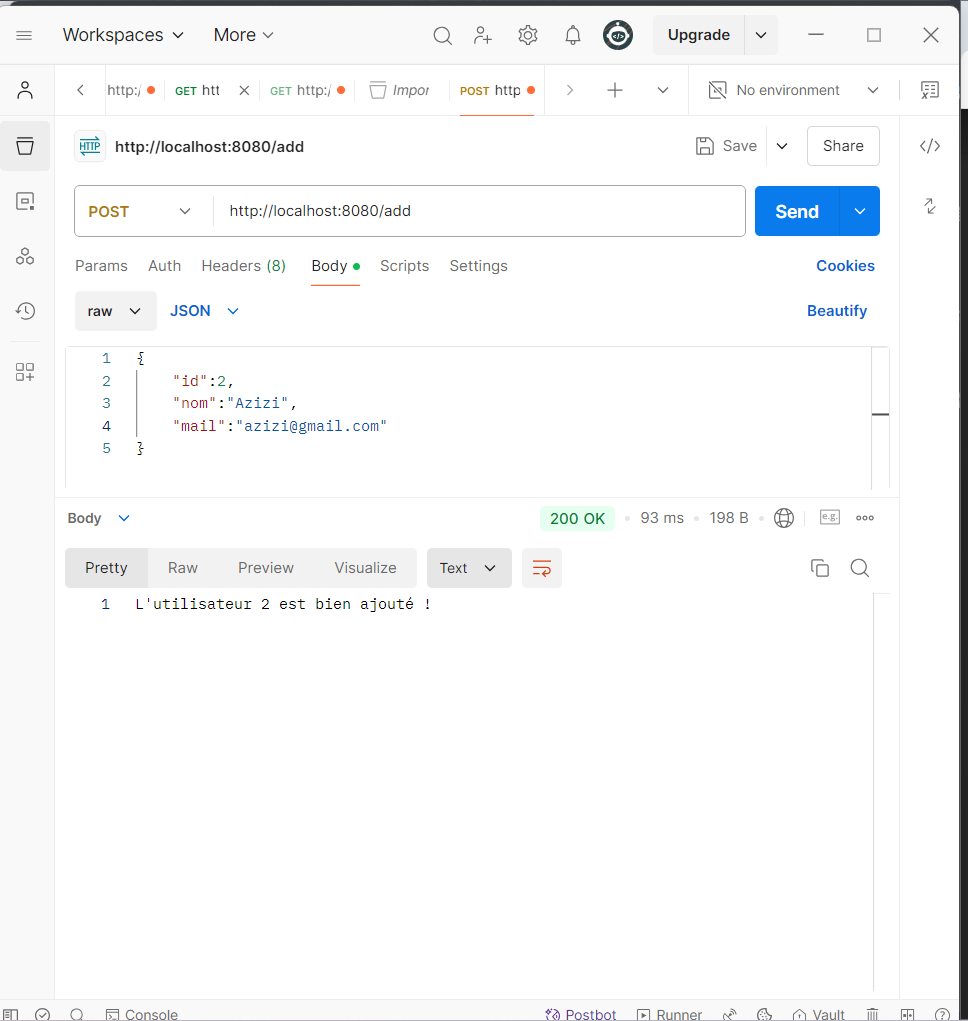 Workspaces More Upgrade
http:/ GET htt GET http:/ Impor POST http No environment
HTTP http://localhost:8080/add Save Share
POST http://localhost:8080/add Send
Params Auth Headers (8) Body Scripts Settings Cookies
raw JSON Beautify
1 {
2 "id":2,
3 "nom":"Azizi",
4 "mail":"azizi@gmail.com"
5 }
Body 200 OK 93 ms 198 B e.g.
Pretty Raw Preview Visualize Text
1 L'utilisateur 2 est bien ajouté !
Console Postbot Runner Vault